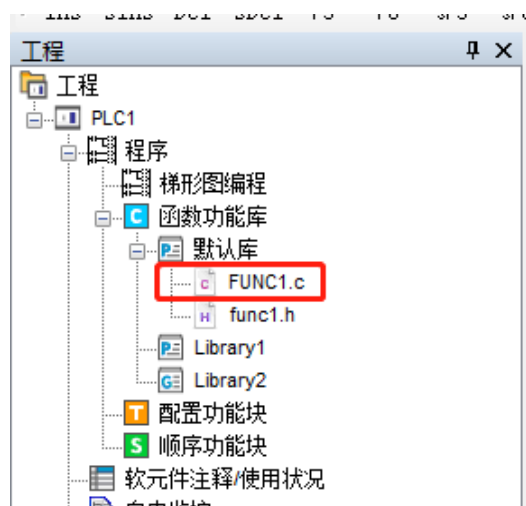 工程
工程
PLC1
程序
梯形图编程
函数功能库
默认库
FUNC1.c
func1.h
Library1
Library2
配置功能块
顺序功能块
软元件注释/使用状况